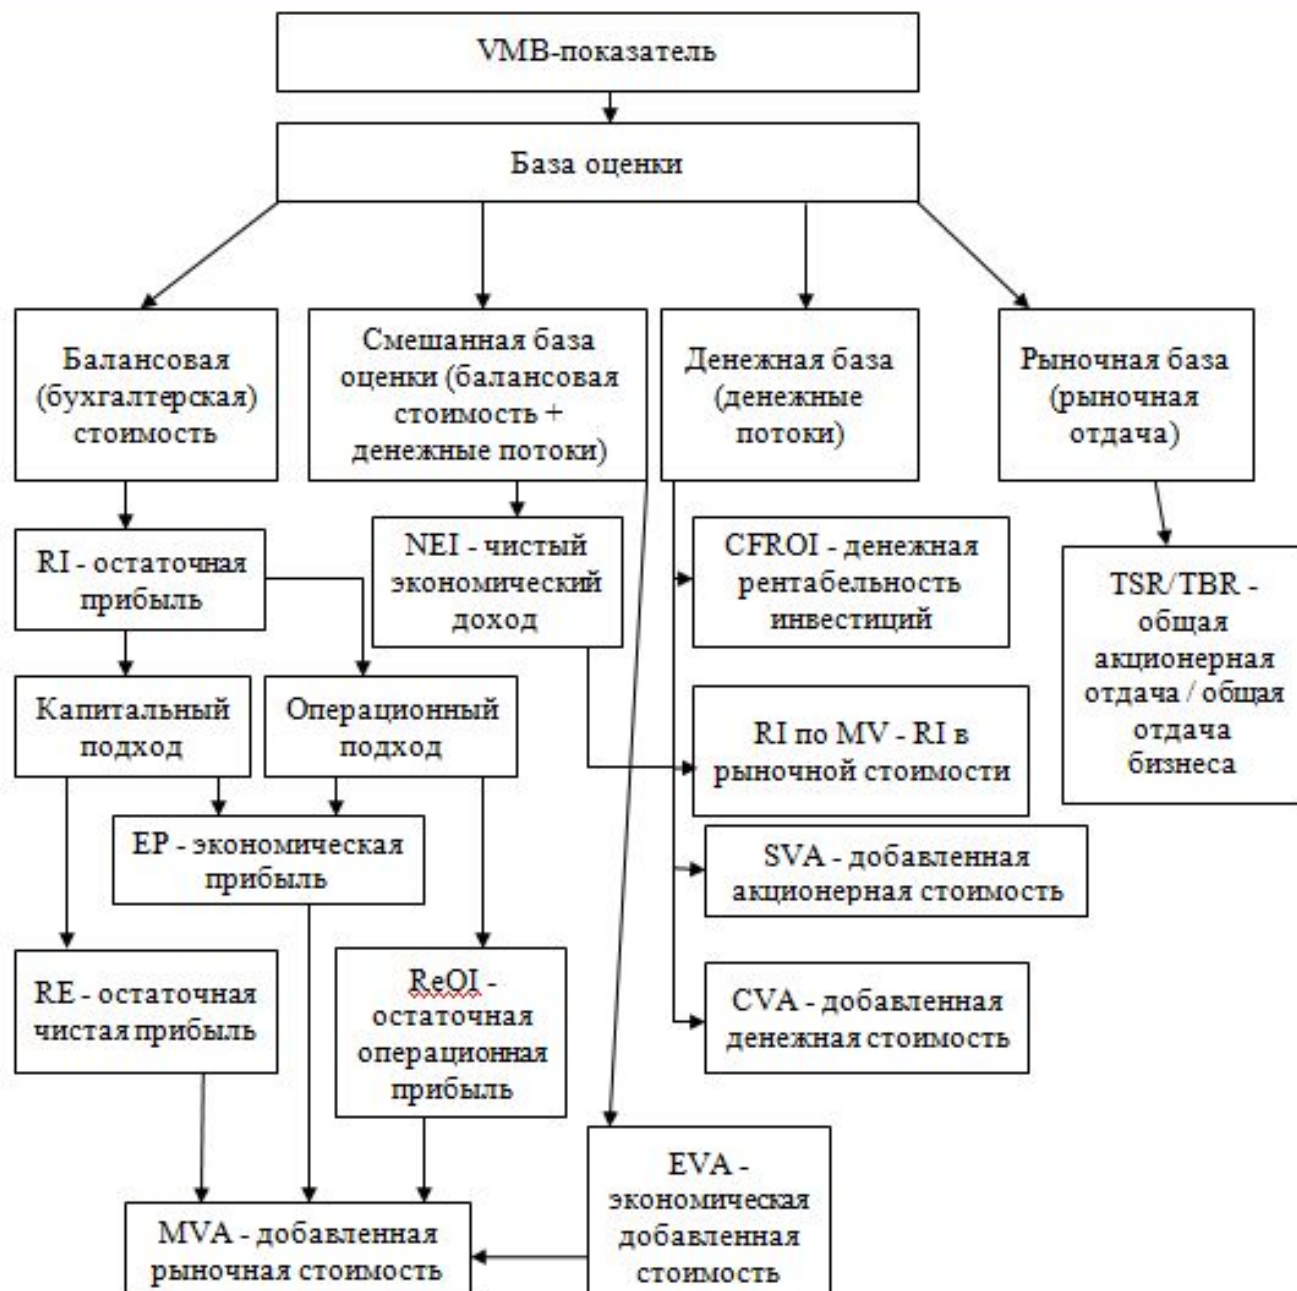 VMB-показатель
База оценки
Балансовая
(бухгалтерская)
стоимость
Смешанная база
оценки (балансовая
стоимость +
денежные потоки)
Денежная база
(денежные
потоки)
Рыночная база
(рыночная
отдача)
RI - остаточная
прибыль
NEI - чистый
экономический
доход
CFROI - денежная
рентабельность
инвестиций
TSR/TBR -
общая
акционерная
отдача / общая
отдача
бизнеса
Капитальный
подход
Операционный
подход
RI по MV - RI в
рыночной стоимости
EP - экономическая
прибыль
SVA - добавленная
акционерная стоимость
RE - остаточная
чистая прибыль
ReOI -
остаточная
операционная
прибыль
CVA - добавленная
денежная стоимость
EVA -
экономическая
добавленная
стоимость
MVA - добавленная
рыночная стоимость